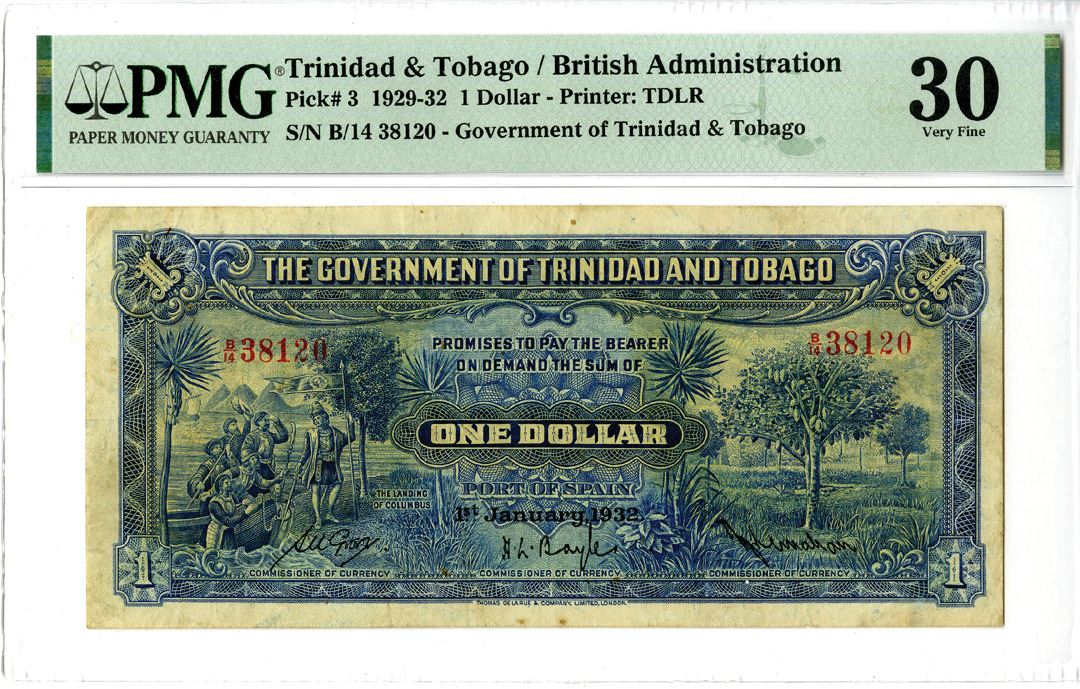 PMG®
PAPER MONEY GUARANTY
Trinidad & Tobago / British Administration
Pick# 3 1929-32 1 Dollar - Printer: TDLR
S/N B/14 38120 - Government of Trinidad & Tobago
30
Very Fine
THE GOVERNMENT OF TRINIDAD AND TOBAGO
B/14 38120
B/14 38120
PROMISES TO PAY THE BEARER
ON DEMAND THE SUM OF
ONE DOLLAR
PORT OF SPAIN
THE LANDING
OF COLUMBUS
1st January, 1932
H. L. Bayles
COMMISSIONER OF CURRENCY
COMMISSIONER OF CURRENCY
COMMISSIONER OF CURRENCY
1
1
THOMAS DE LA RUE & COMPANY, LIMITED, LONDON.